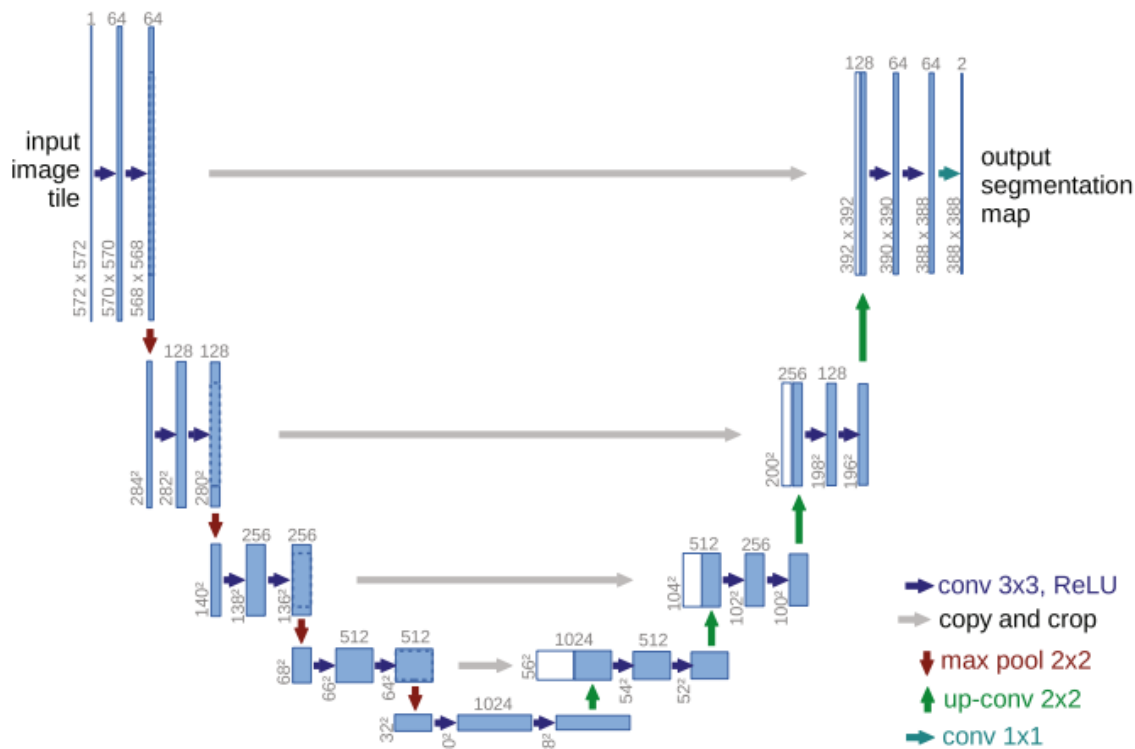 1
64
64
input
image
tile
572 x 572
570 x 570
568 x 568
128
64
64
2
output
segmentation
map
392 x 392
390 x 390
388 x 388
388 x 388
128
128
284²
282²
280²
256
128
200²
198²
196²
256
256
140²
138²
136²
512
256
104²
102²
100²
512
512
68²
66²
64²
1024
512
56²
54²
52²
1024
32²
0²
8²
conv 3x3, ReLU
copy and crop
max pool 2x2
up-conv 2x2
conv 1x1